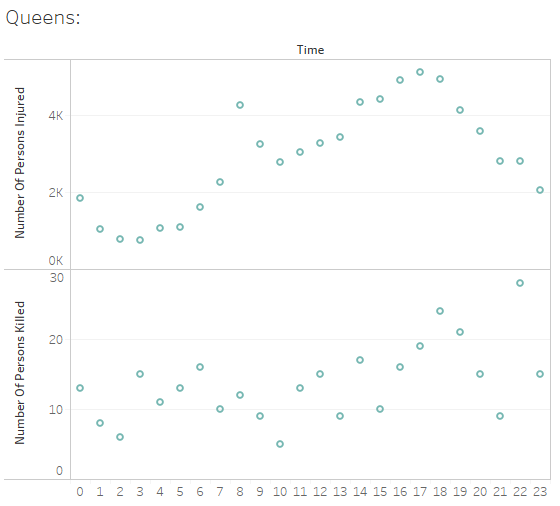 Queens:
Time
Number Of Persons Injured
4K
2K
0K
Number Of Persons Killed
30
20
10
0
0 1 2 3 4 5 6 7 8 9 10 11 12 13 14 15 16 17 18 19 20 21 22 23